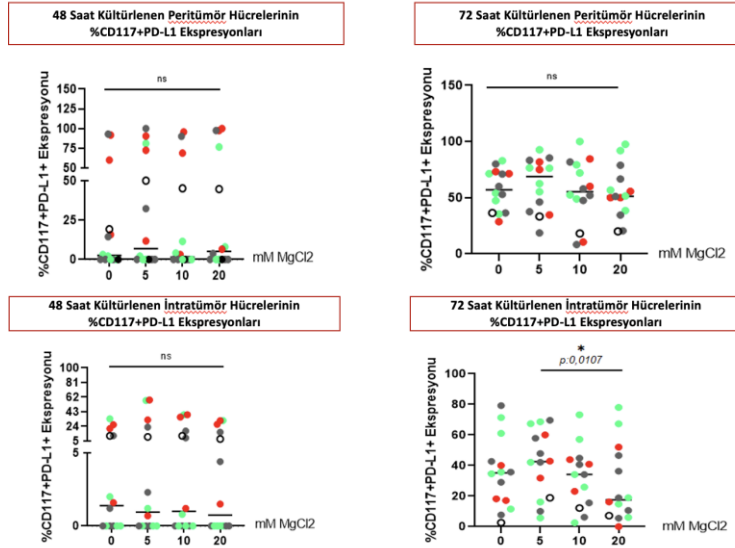 48 Saat Kültürlenen Peritümör Hücrelerinin
%CD117+PD-L1 Ekspresyonları
%CD117+PD-L1+ Ekspresyonu
150
125
100
75
50
50
25
0
ns
0 5 10 20
mM MgCl2
72 Saat Kültürlenen Peritümör Hücrelerinin
%CD117+PD-L1 Ekspresyonları
%CD117+PD-L1+ Ekspresyonu
150
100
50
0
ns
0 5 10 20
mM MgCl2
48 Saat Kültürlenen İntratümör Hücrelerinin
%CD117+PD-L1 Ekspresyonları
%CD117+PD-L1+ Ekspresyonu
100
81
62
43
24
5
5
0
ns
0 5 10 20
mM MgCl2
72 Saat Kültürlenen İntratümör Hücrelerinin
%CD117+PD-L1 Ekspresyonları
%CD117+PD-L1+ Ekspresyonu
100
80
60
40
20
0
*
p:0,0107
0 5 10 20
mM MgCl2